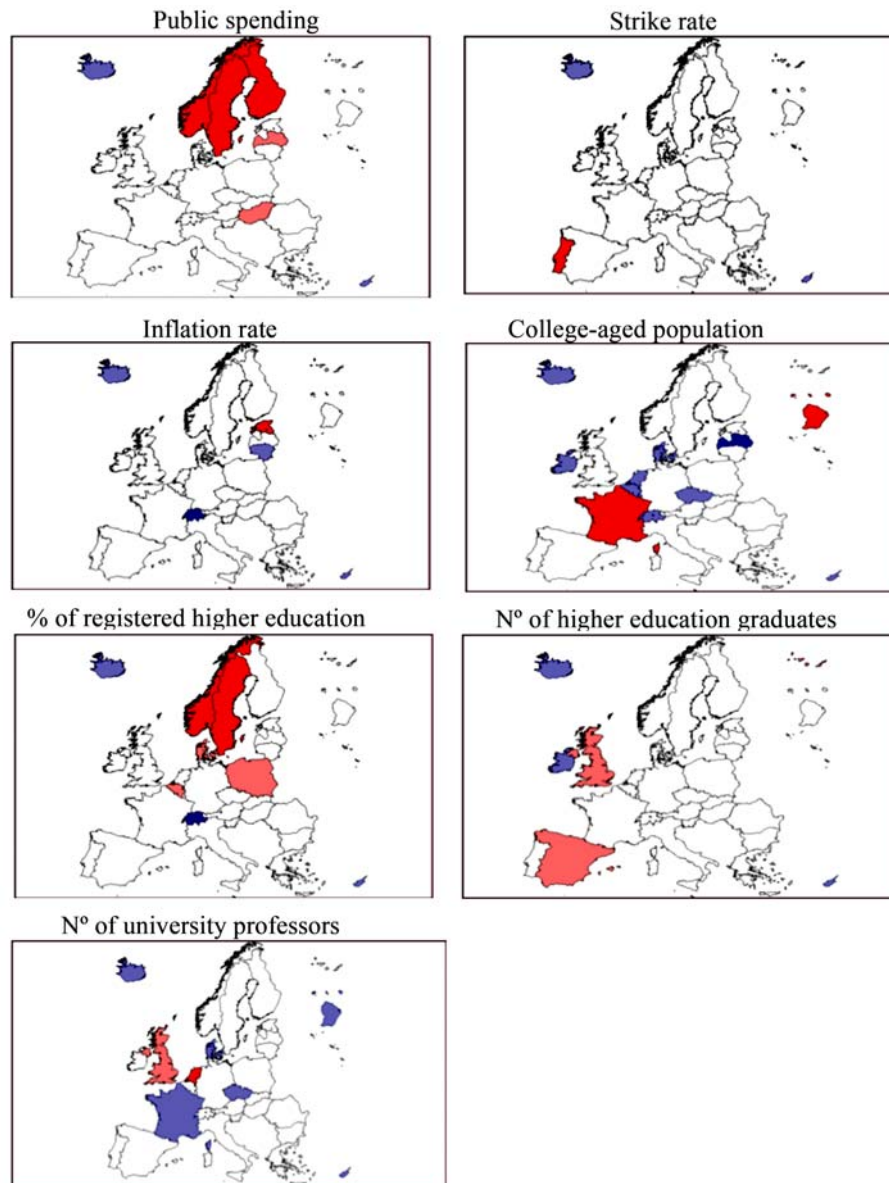 Public spending
Strike rate
Inflation rate
College-aged population
% of registered higher education
Nº of higher education graduates
Nº of university professors